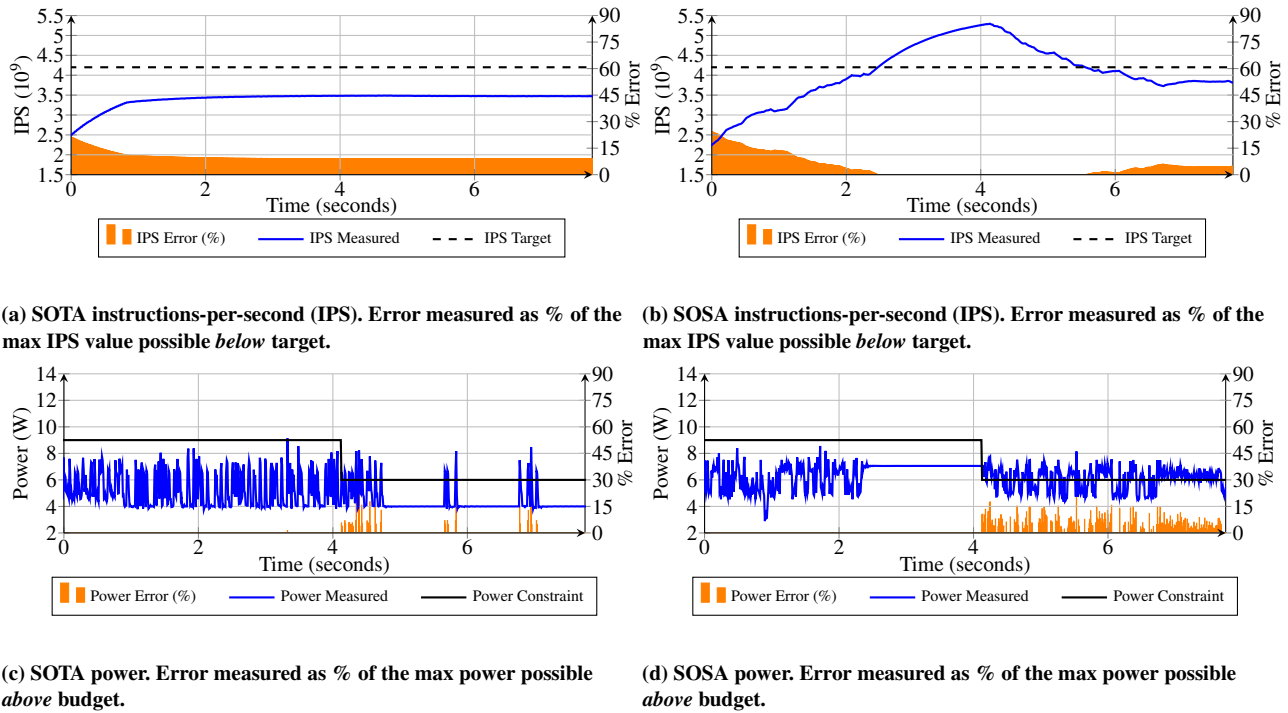 5.5
5
4.5
4
3.5
3
2.5
2
1.5
IPS (10^9)
90
75
60
45
30
15
0
% Error
0 2 4 6
Time (seconds)
IPS Error (%) IPS Measured IPS Target
(a) SOTA instructions-per-second (IPS). Error measured as % of the
max IPS value possible below target.
5.5
5
4.5
4
3.5
3
2.5
2
1.5
IPS (10^9)
90
75
60
45
30
15
0
% Error
0 2 4 6
Time (seconds)
IPS Error (%) IPS Measured IPS Target
(b) SOSA instructions-per-second (IPS). Error measured as % of the
max IPS value possible below target.
14
12
10
8
6
4
2
Power (W)
90
75
60
45
30
15
0
% Error
0 2 4 6
Time (seconds)
Power Error (%) Power Measured Power Constraint
(c) SOTA power. Error measured as % of the max power possible
above budget.
14
12
10
8
6
4
2
Power (W)
90
75
60
45
30
15
0
% Error
0 2 4 6
Time (seconds)
Power Error (%) Power Measured Power Constraint
(d) SOSA power. Error measured as % of the max power possible
above budget.